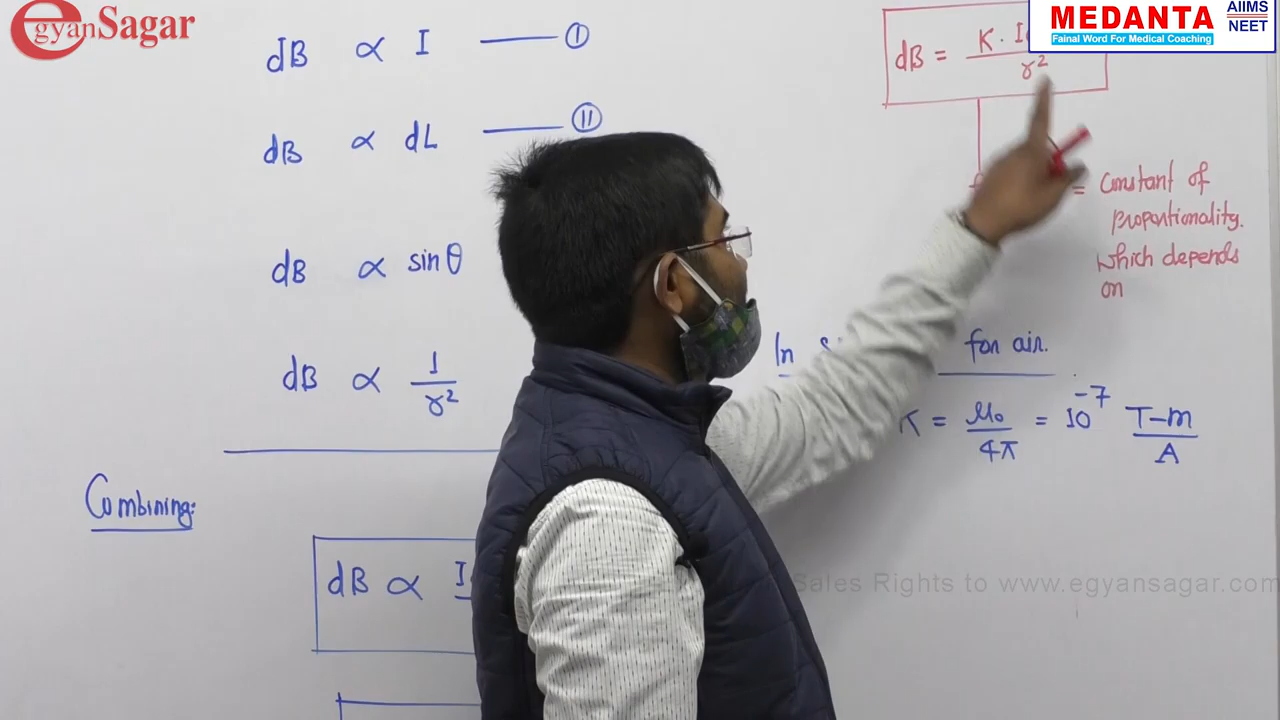 egyanSagar
MEDANTA
Fainal Word For Medical Coaching
AIIMS
NEET
dB ∝ I —— ①
dB ∝ dL —— ⑪
dB ∝ sinθ
dB ∝ 1/r²
Combining:
dB ∝ I
dB = K . I
r²
= Constant of
proportionality.
which depends
on
In for air.
K = μ₀/4π = 10⁻⁷ T-m/A
Sales Rights to www.egyansagar.com